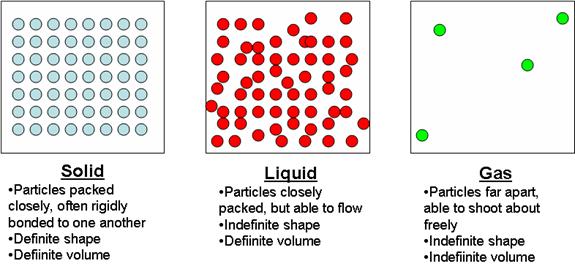 Solid
•Particles packed
closely, often rigidly
bonded to one another
•Definite shape
•Defiinite volume
Liquid
•Particles closely
packed, but able to flow
•Indefinite shape
•Defiinite volume
Gas
•Particles far apart,
able to shoot about
freely
•Indefinite shape
•Indefiinite volume